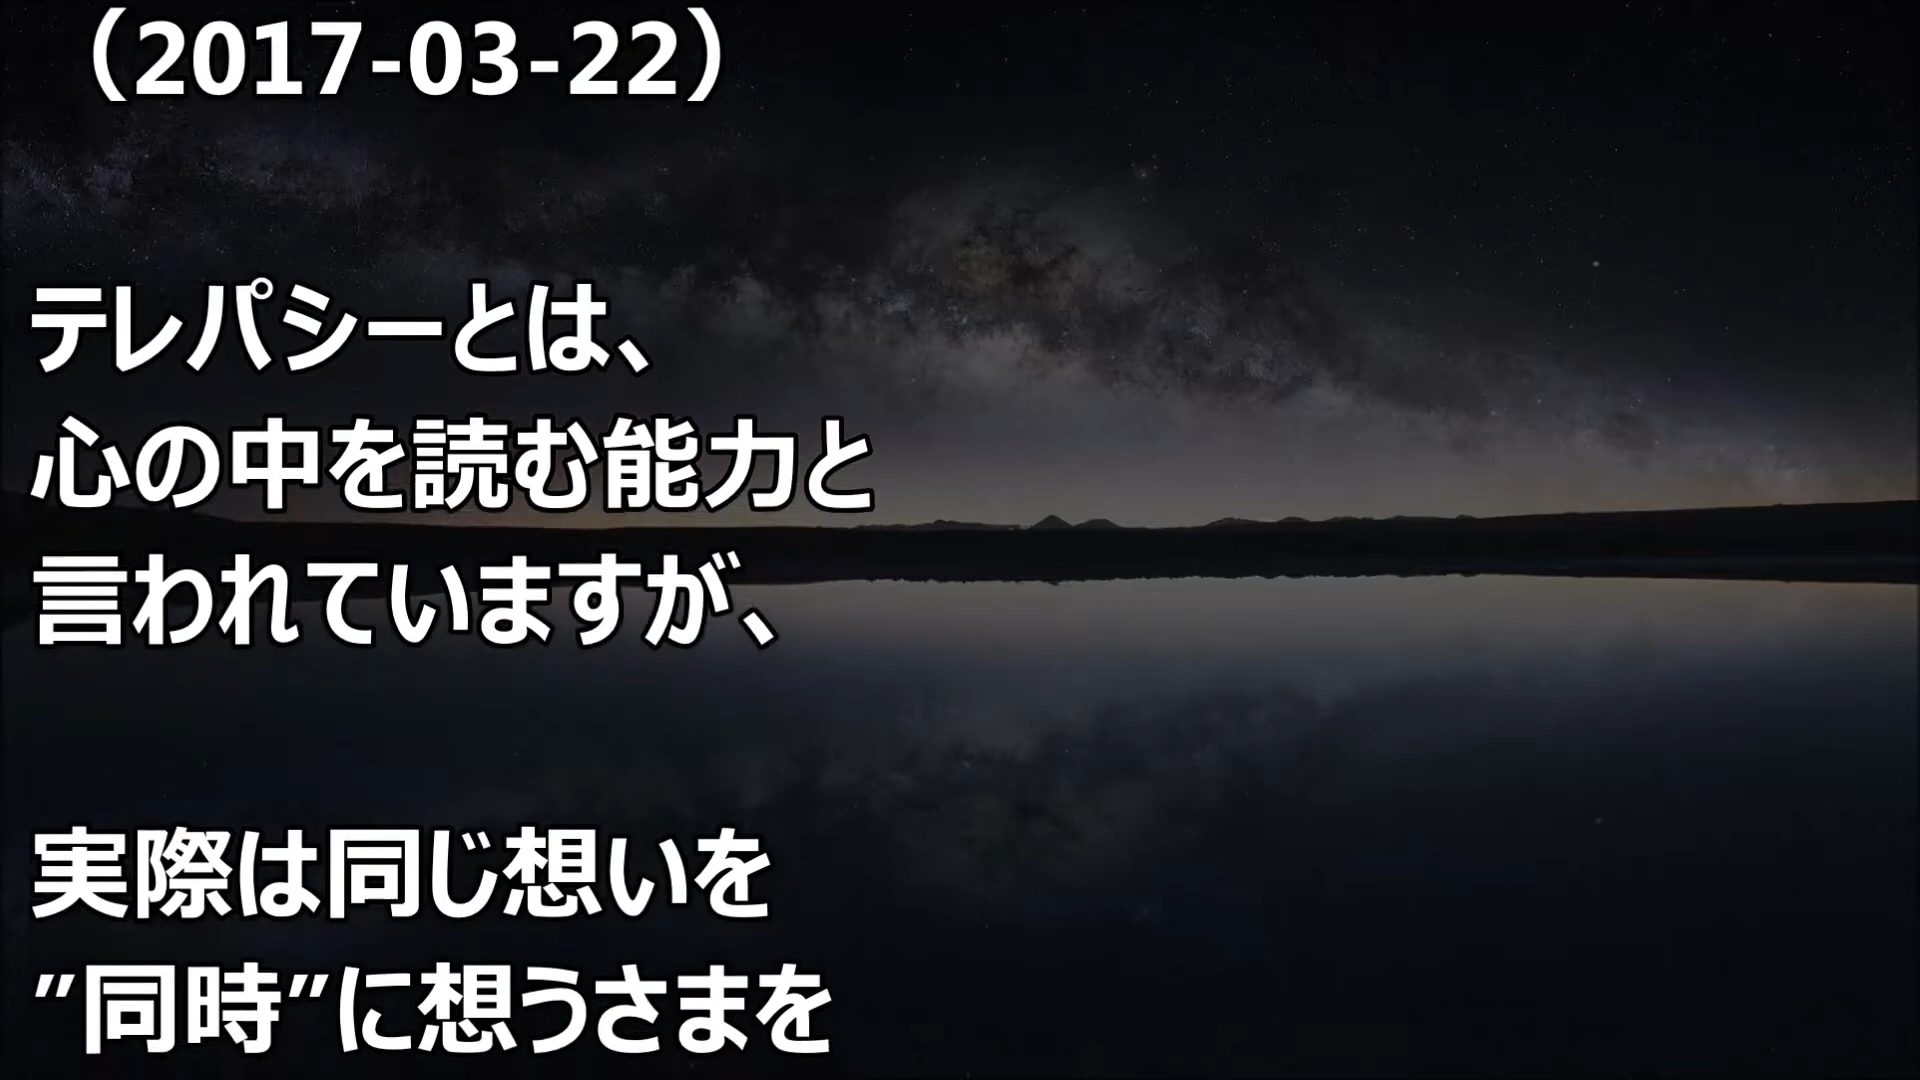 （2017-03-22）
テレパシーとは、
心の中を読む能力と
言われていますが、
実際は同じ想いを
”同時”に想うさまを